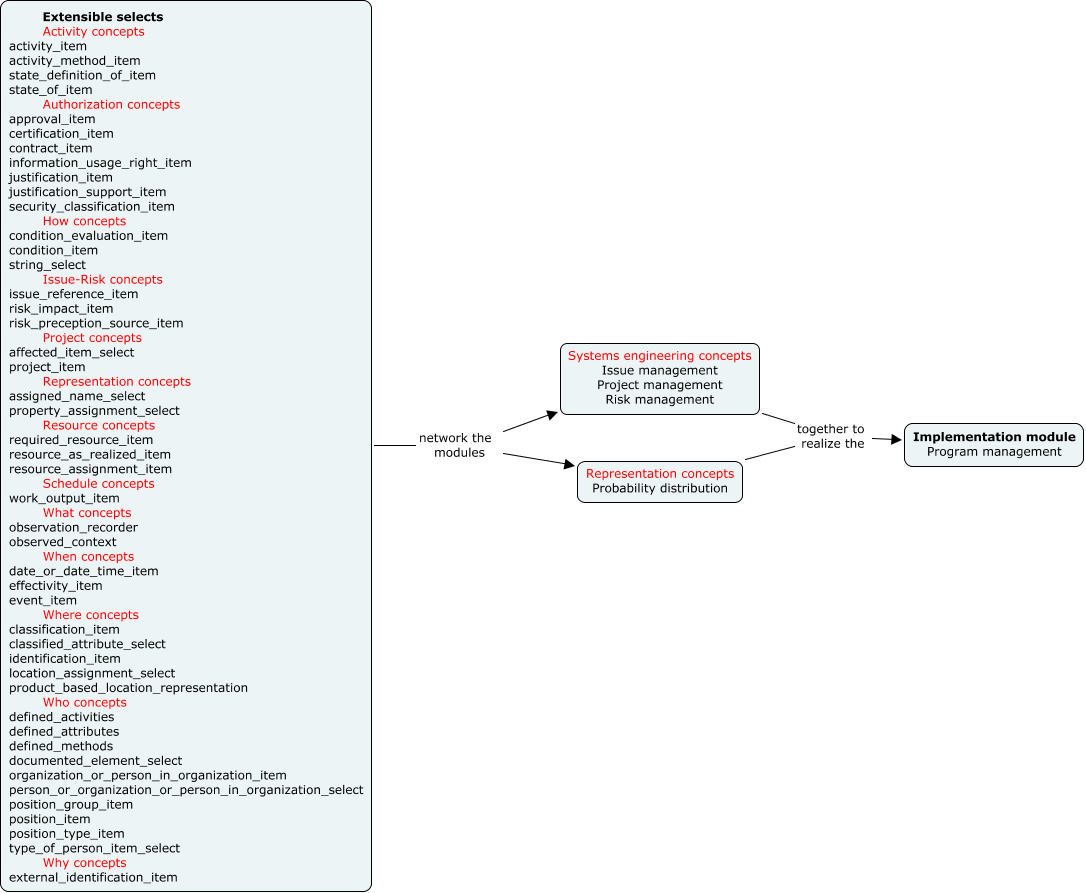 Extensible selects
Activity concepts
activity_item
activity_method_item
state_definition_of_item
state_of_item
Authorization concepts
approval_item
certification_item
contract_item
information_usage_right_item
justification_item
justification_support_item
security_classification_item
How concepts
condition_evaluation_item
condition_item
string_select
Issue-Risk concepts
issue_reference_item
risk_impact_item
risk_preception_source_item
Project concepts
affected_item_select
project_item
Representation concepts
assigned_name_select
property_assignment_select
Resource concepts
required_resource_item
resource_as_realized_item
resource_assignment_item
Schedule concepts
work_output_item
What concepts
observation_recorder
observed_context
When concepts
date_or_date_time_item
effectivity_item
event_item
Where concepts
classification_item
classified_attribute_select
identification_item
location_assignment_select
product_based_location_representation
Who concepts
defined_activities
defined_attributes
defined_methods
documented_element_select
organization_or_person_in_organization_item
person_or_organization_or_person_in_organization_select
position_group_item
position_item
position_type_item
type_of_person_item_select
Why concepts
external_identification_item
network the
modules
Systems engineering concepts
Issue management
Project management
Risk management
Representation concepts
Probability distribution
together to
realize the
Implementation module
Program management